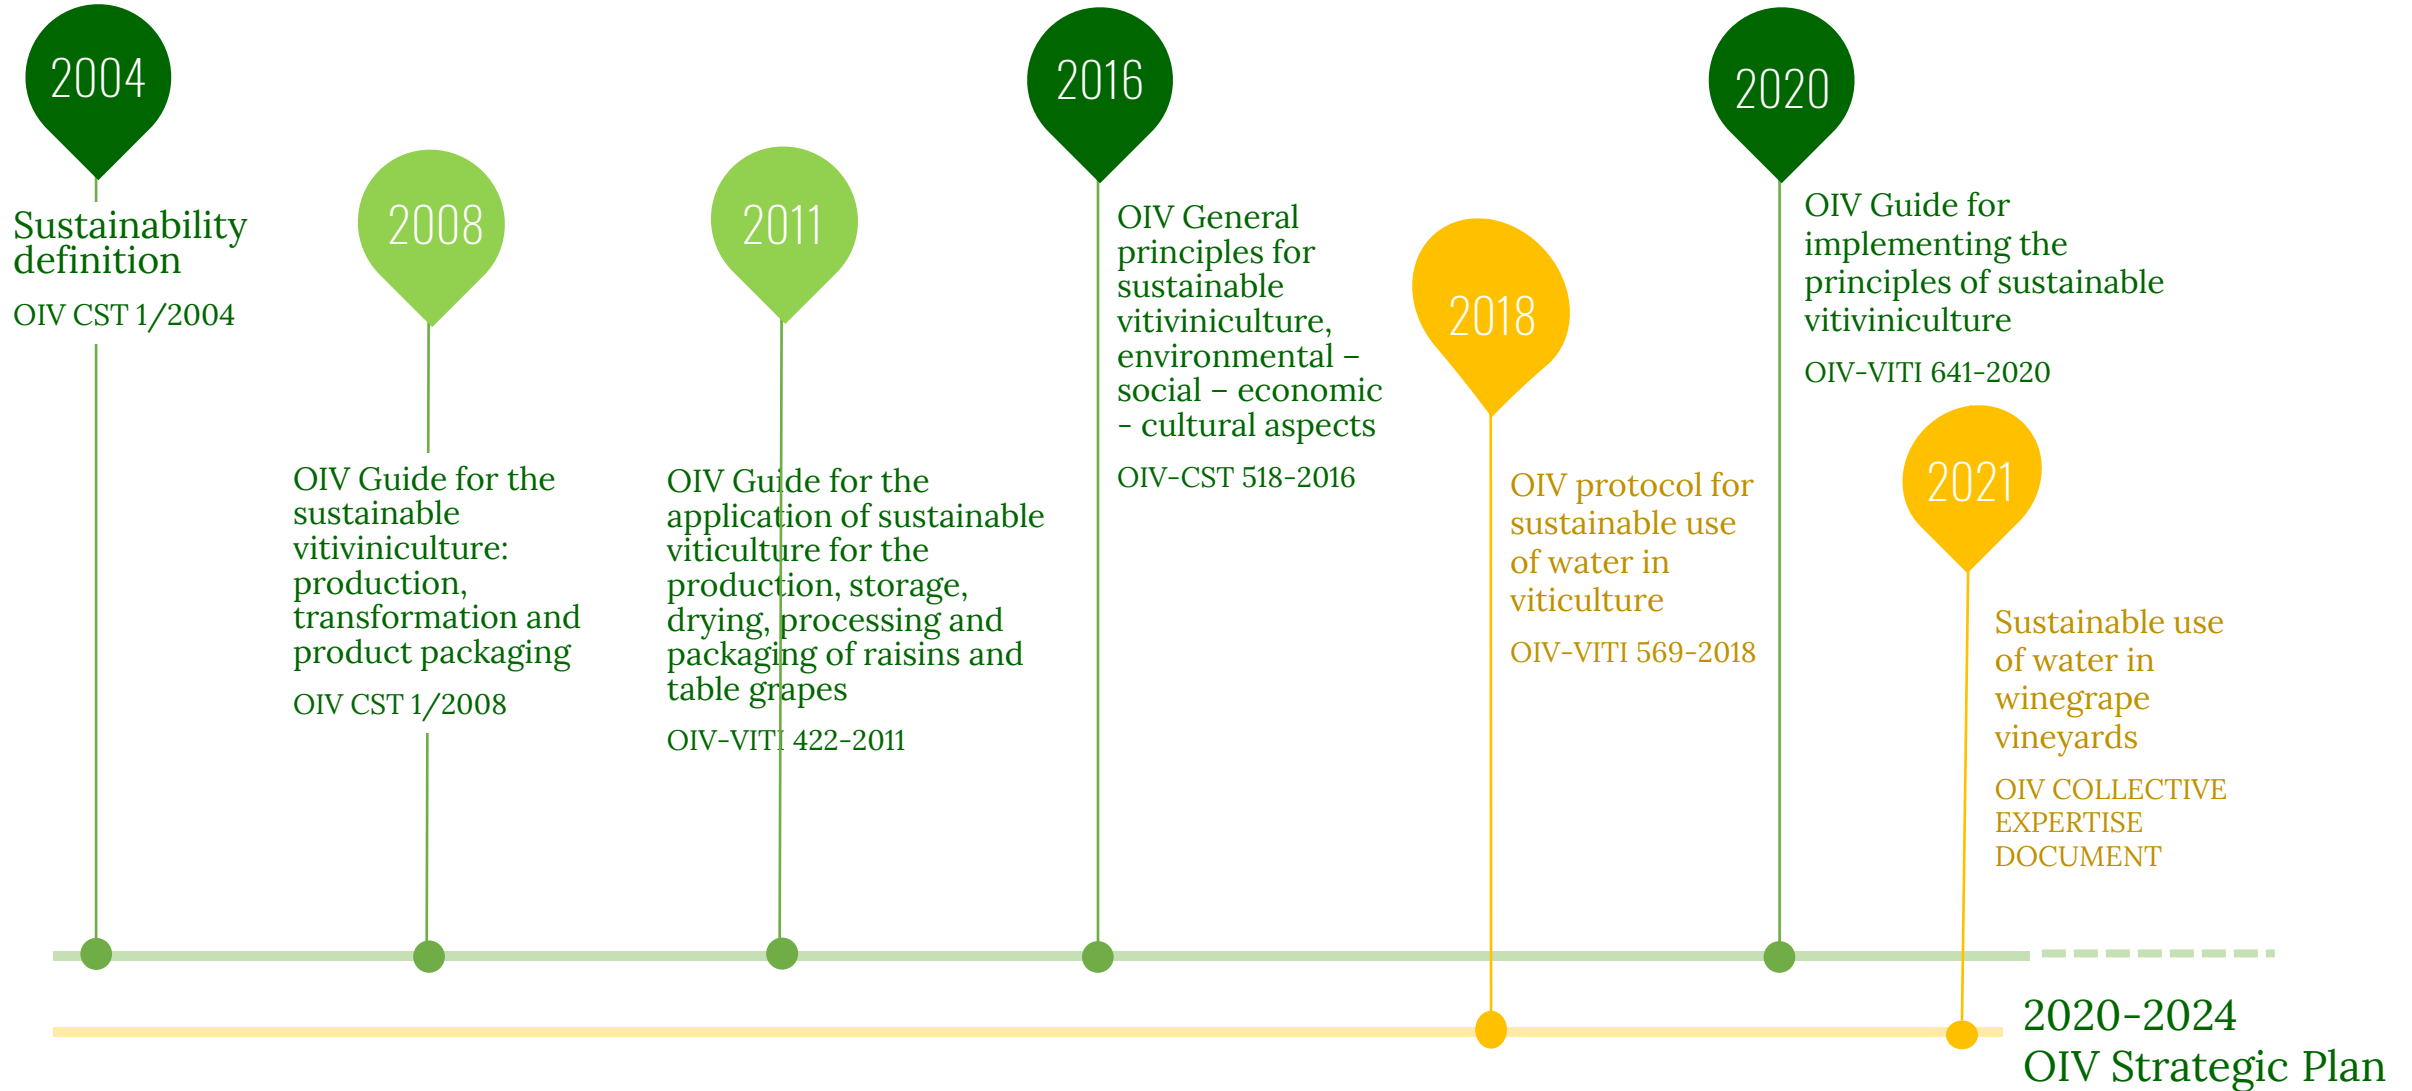 2004
Sustainability
definition
OIV CST 1/2004
2008
OIV Guide for the
sustainable
vitiviniculture:
production,
transformation and
product packaging
OIV CST 1/2008
2011
OIV Guide for the
application of sustainable
viticulture for the
production, storage,
drying, processing and
packaging of raisins and
table grapes
OIV-VITI 422-2011
2016
OIV General
principles for
sustainable
vitiviniculture,
environmental –
social – economic
- cultural aspects
OIV-CST 518-2016
2018
OIV protocol for
sustainable use
of water in
viticulture
OIV-VITI 569-2018
2020
OIV Guide for
implementing the
principles of sustainable
vitiviniculture
OIV-VITI 641-2020
2021
Sustainable use
of water in
winegrape
vineyards
OIV COLLECTIVE
EXPERTISE
DOCUMENT
2020-2024
OIV Strategic Plan